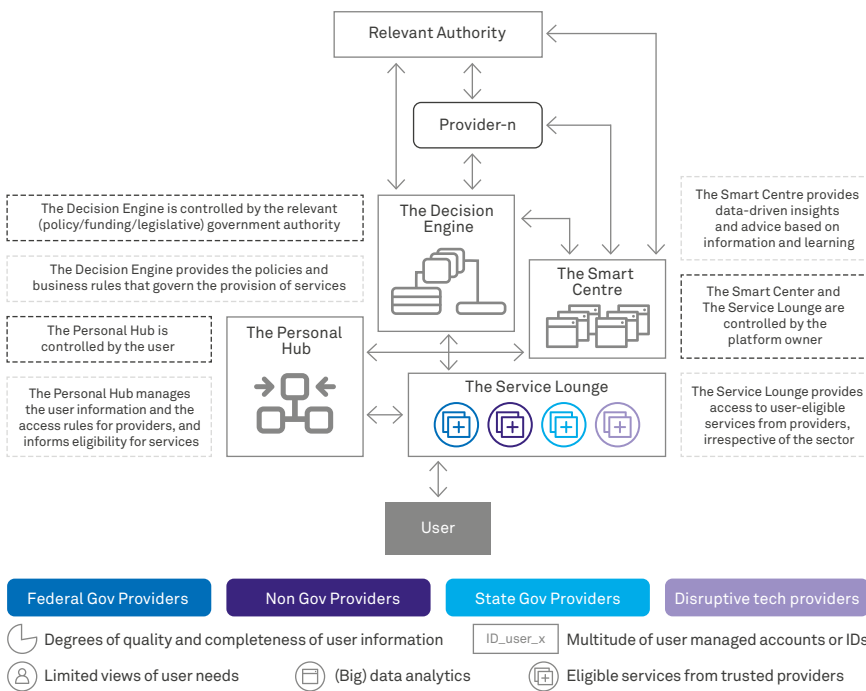 Relevant Authority
Provider-n
The Decision Engine is controlled by the relevant
(policy/funding/legislative) government authority
The Decision Engine provides the policies and
business rules that govern the provision of services
The Personal Hub is
controlled by the user
The Personal Hub manages
the user information and the
access rules for providers, and
informs eligibility for services
The Decision
Engine
The Personal
Hub
The Smart
Centre
The Service Lounge
User
The Smart Centre provides
data-driven insights
and advice based on
information and learning
The Smart Center and
The Service Lounge are
controlled by the
platform owner
The Service Lounge provides
access to user-eligible
services from providers,
irrespective of the sector
Federal Gov Providers
Non Gov Providers
State Gov Providers
Disruptive tech providers
Degrees of quality and completeness of user information
ID_user_x
Multitude of user managed accounts or IDs
Limited views of user needs
(Big) data analytics
Eligible services from trusted providers